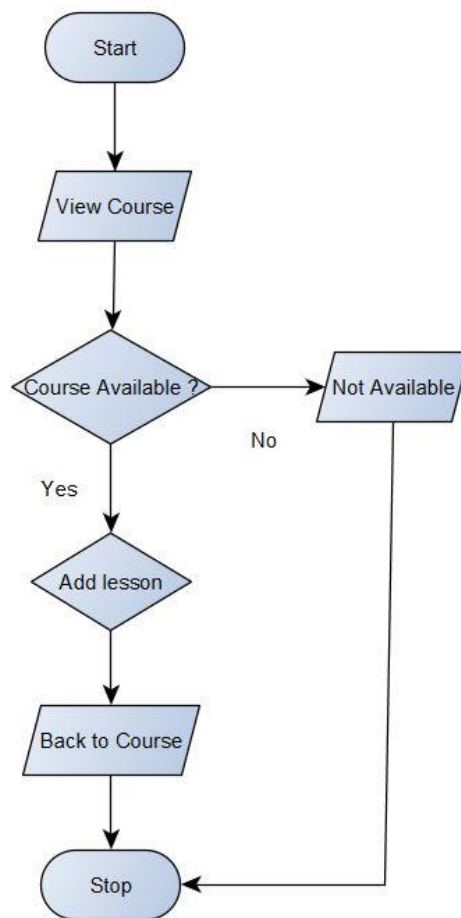 Start
View Course
Course Available ?
Not Available
No
Yes
Add lesson
Back to Course
Stop